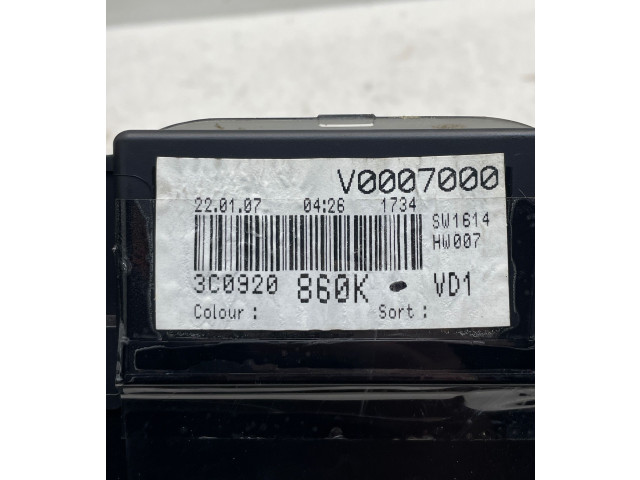 V0007000
22.01.07 04:26 1734
SW1614
HW007
3C0920 860K - VD1
Colour : Sort :